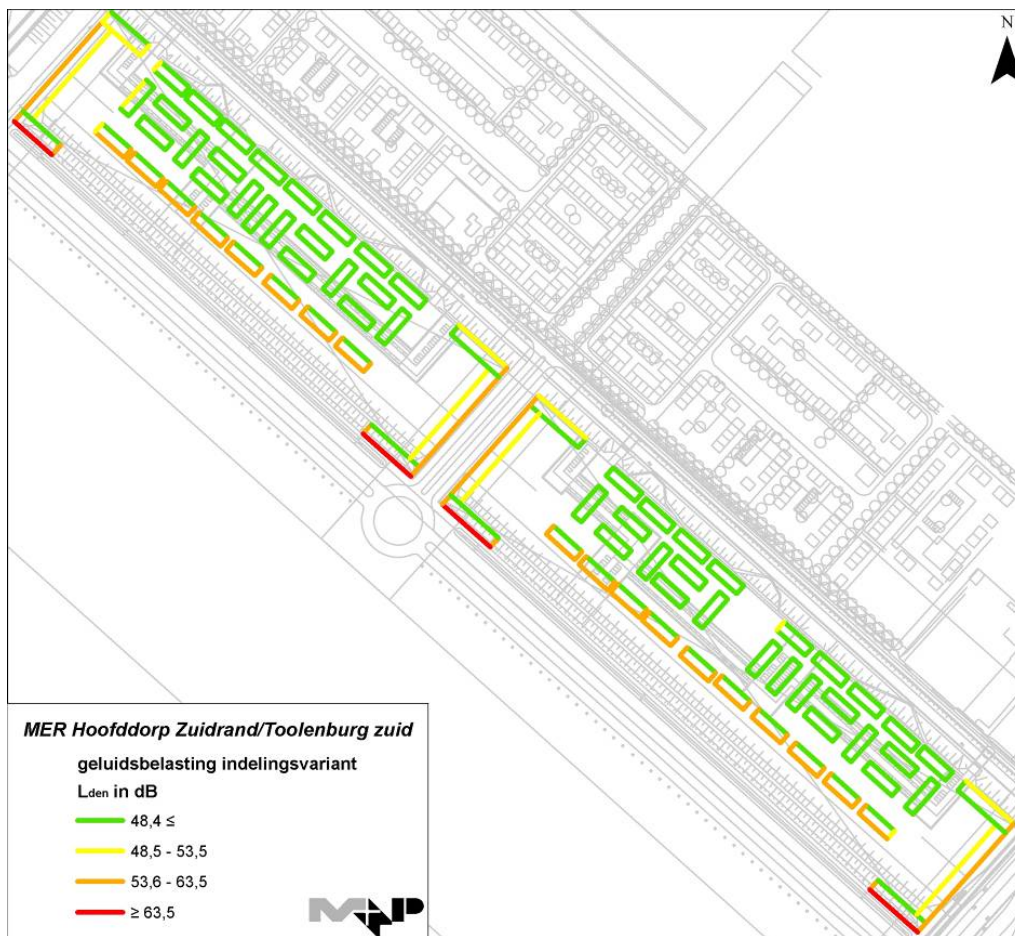 N
MER Hoofddorp Zuidrand/Toolenburg zuid
geluidsbelasting indelingsvariant
Lden in dB
48,4 ≤
48,5 - 53,5
53,6 - 63,5
≥ 63,5
M+P